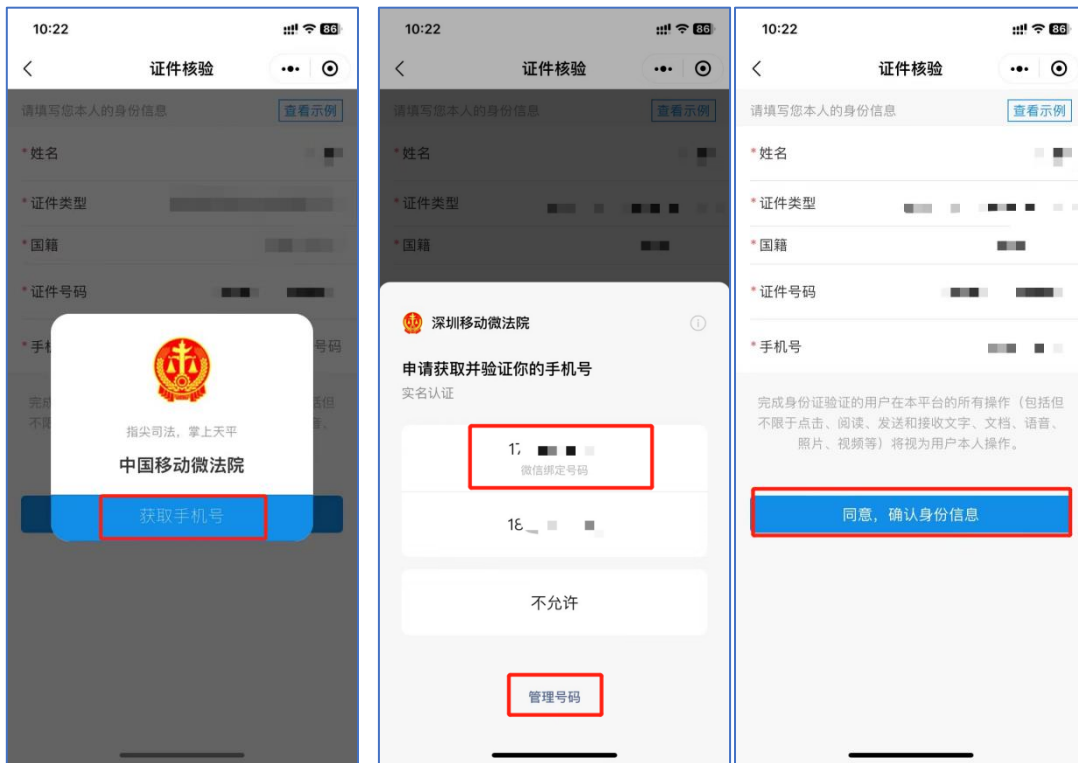 10:22
86
证件核验
请填写您本人的身份信息
查看示例
*姓名
*证件类型
*国籍
*证件号码
*手机
号码
指尖司法，掌上天平
中国移动微法院
获取手机号
10:22
86
证件核验
请填写您本人的身份信息
查看示例
*姓名
*证件类型
*国籍
深圳移动微法院
申请获取并验证你的手机号
实名认证
17
微信绑定号码
18
不允许
管理号码
10:22
86
证件核验
请填写您本人的身份信息
查看示例
*姓名
*证件类型
*国籍
*证件号码
*手机号
完成身份证验证的用户在本平台的所有操作（包括但
不限于点击、阅读、发送和接收文字、文档、语音、
照片、视频等）将视为用户本人操作。
同意，确认身份信息